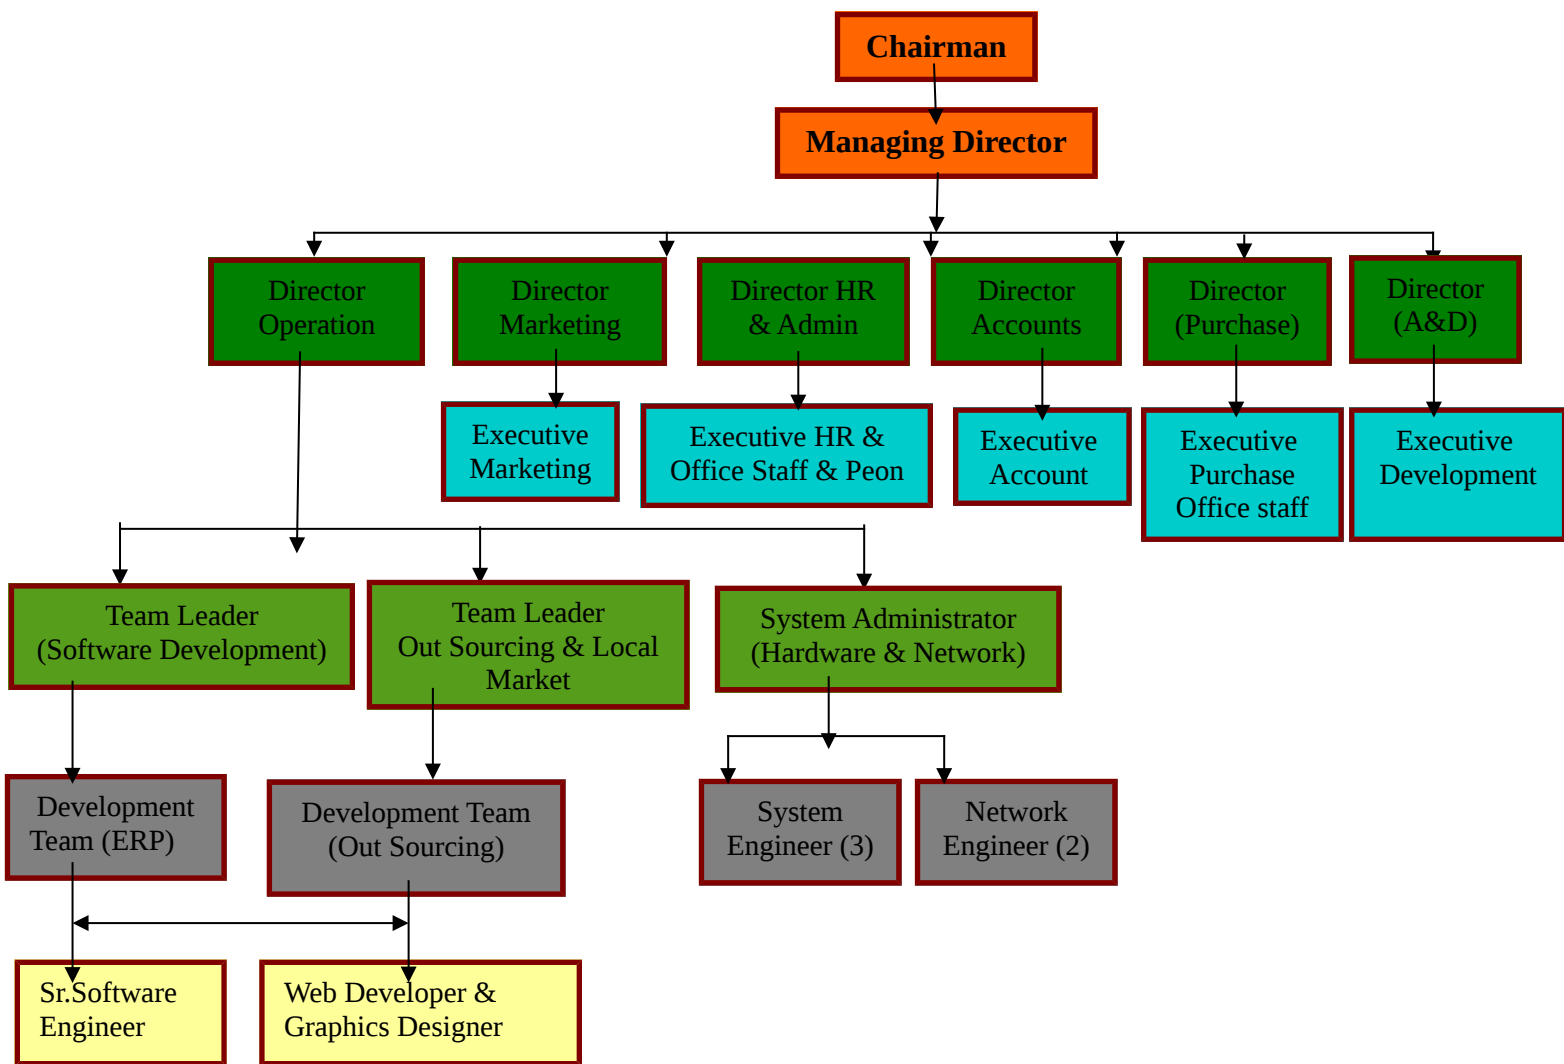 Chairman
Managing Director
Director
Operation
Director
Marketing
Director HR
& Admin
Director
Accounts
Director
(Purchase)
Director
(A&D)
Executive
Marketing
Executive HR &
Office Staff & Peon
Executive
Account
Executive
Purchase
Office staff
Executive
Development
Team Leader
(Software Development)
Team Leader
Out Sourcing & Local
Market
System Administrator
(Hardware & Network)
Development
Team (ERP)
Development Team
(Out Sourcing)
System
Engineer (3)
Network
Engineer (2)
Sr.Software
Engineer
Web Developer &
Graphics Designer